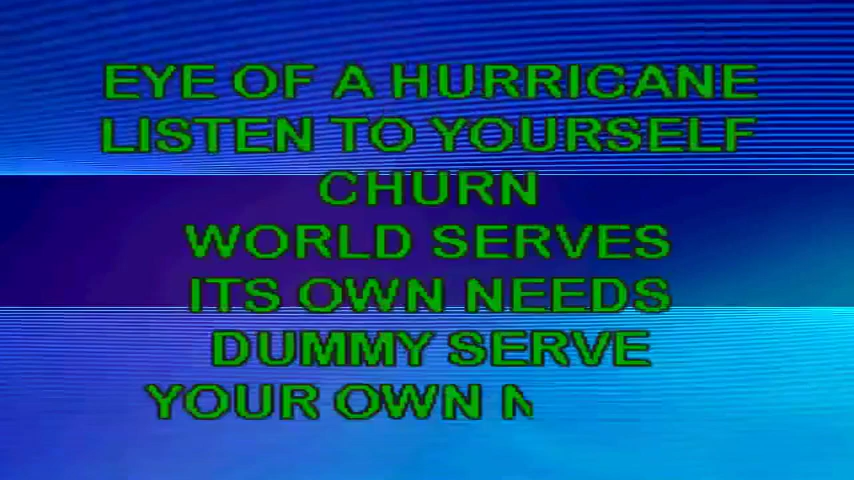 EYE OF A HURRICANE
LISTEN TO YOURSELF
CHURN
WORLD SERVES
ITS OWN NEEDS
DUMMY SERVE
YOUR OWN N